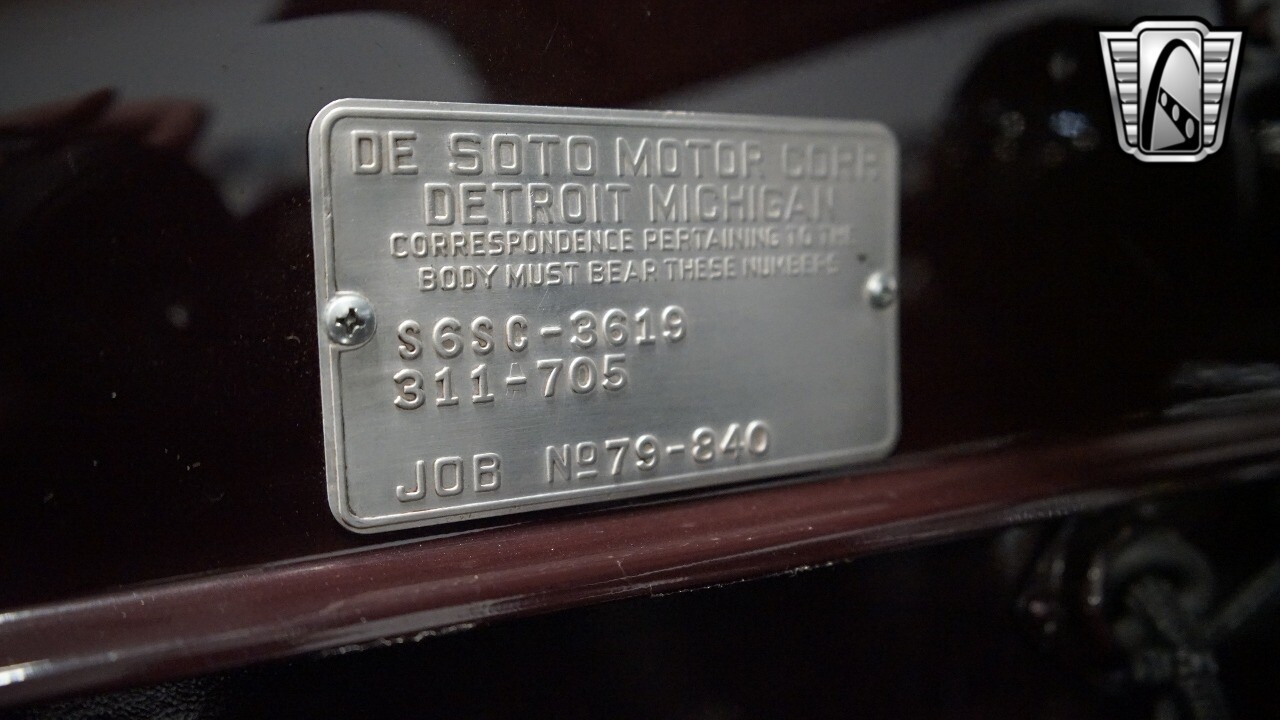 DE SOTO MOTOR CORP.
DETROIT MICHIGAN
CORRESPONDENCE PERTAINING TO THE
BODY MUST BEAR THESE NUMBERS
S6SC-3619
311-705
JOB Nº79-840